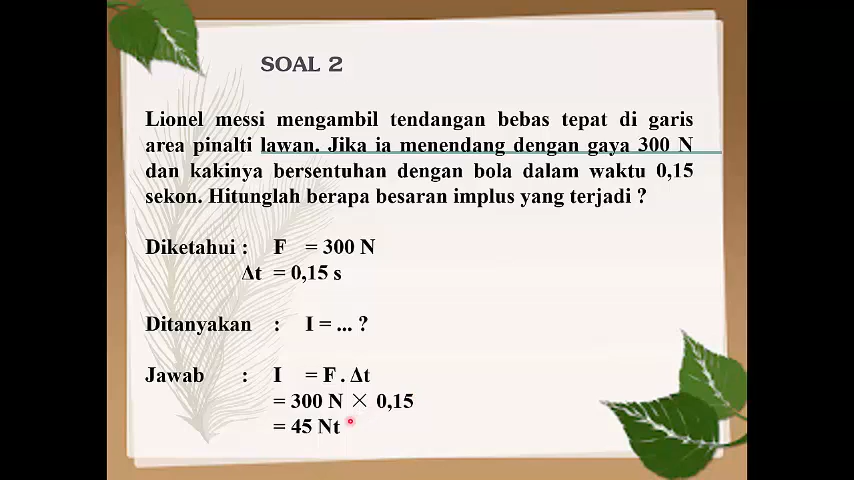 SOAL 2
Lionel messi mengambil tendangan bebas tepat di garis
area pinalti lawan. Jika ia menendang dengan gaya 300 N
dan kakinya bersentuhan dengan bola dalam waktu 0,15
sekon. Hitunglah berapa besaran implus yang terjadi ?
Diketahui : F = 300 N
Δt = 0,15 s
Ditanyakan : I = ... ?
Jawab : I = F . Δt
= 300 N × 0,15
= 45 Nt